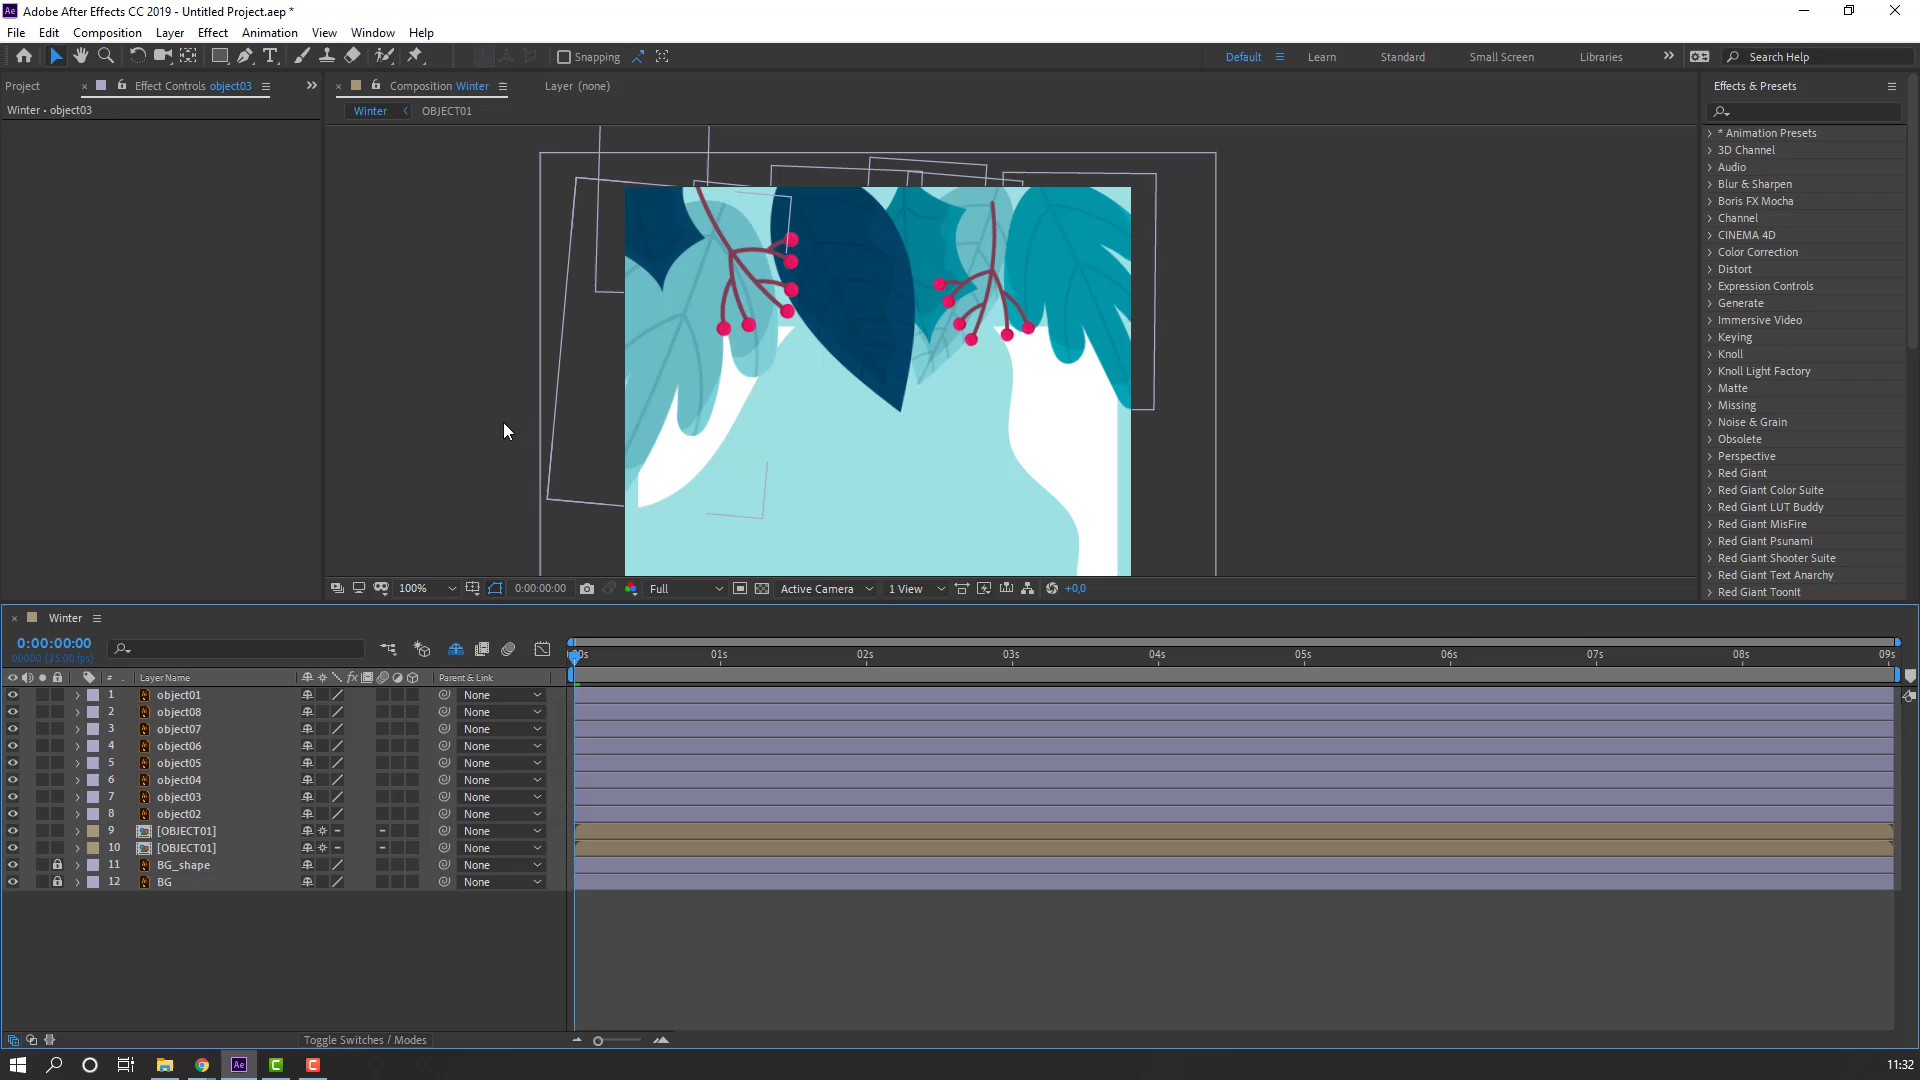 Adobe After Effects CC 2019 - Untitled Project.aep *
File Edit Composition Layer Effect Animation View Window Help
Snapping Default Learn Standard Small Screen Libraries Search Help
Project Effect Controls object03 Composition Winter Layer (none) Effects & Presets
Winter • object03
Winter OBJECT01
* Animation Presets
3D Channel
Audio
Blur & Sharpen
Boris FX Mocha
Channel
CINEMA 4D
Color Correction
Distort
Expression Controls
Generate
Immersive Video
Keying
Knoll
Knoll Light Factory
Matte
Missing
Noise & Grain
Obsolete
Perspective
Red Giant
Red Giant Color Suite
Red Giant LUT Buddy
Red Giant MisFire
Red Giant Psunami
Red Giant Shooter Suite
Red Giant Text Anarchy
Red Giant ToonIt
100% 0:00:00:00 Full Active Camera 1 View +0,0
Winter
0:00:00:00
00000 (25.00 fps)
00s 01s 02s 03s 04s 05s 06s 07s 08s 09s
# Layer Name fx Parent & Link
1 object01 None
2 object08 None
3 object07 None
4 object06 None
5 object05 None
6 object04 None
7 object03 None
8 object02 None
9 [OBJECT01] None
10 [OBJECT01] None
11 BG_shape None
12 BG None
Toggle Switches / Modes
Ae C C 11:32